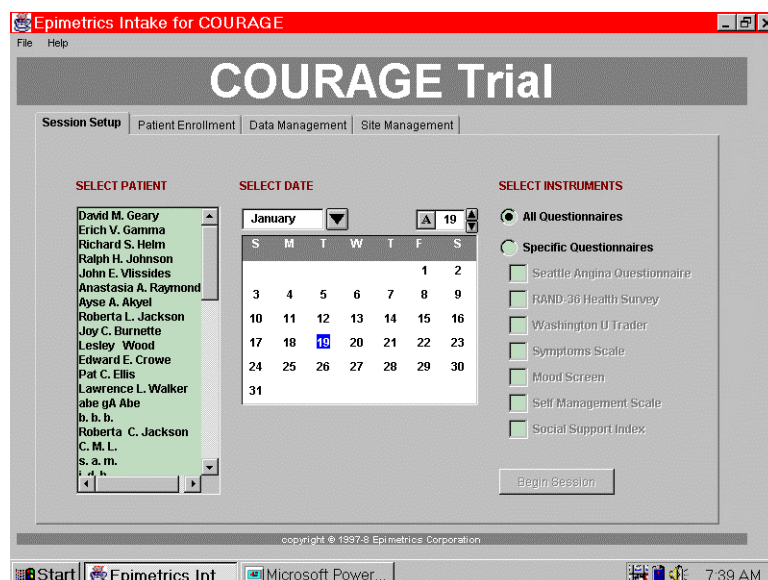 Epimetrics Intake for COURAGE
File Help
COURAGE Trial
Session Setup Patient Enrollment Data Management Site Management
SELECT PATIENT
David M. Geary
Erich V. Gamma
Richard S. Helm
Ralph H. Johnson
John E. Vlissides
Anastasia A. Raymond
Ayse A. Akyel
Roberta L. Jackson
Joy C. Burnette
Lesley Wood
Edward E. Crowe
Pat C. Ellis
Lawrence L. Walker
abe gA Abe
b. b. b.
Roberta C. Jackson
C. M. L.
s. a. m.
SELECT DATE
January A 19
S M T W T F S
1 2
3 4 5 6 7 8 9
10 11 12 13 14 15 16
17 18 19 20 21 22 23
24 25 26 27 28 29 30
31
SELECT INSTRUMENTS
All Questionnaires
Specific Questionnaires
Seattle Angina Questionnaire
RAND-36 Health Survey
Washington U Trader
Symptoms Scale
Mood Screen
Self Management Scale
Social Support Index
Begin Session
copyright © 1997-8 Epimetrics Corporation
Start Epimetrics Int... Microsoft Power... 7:39 AM